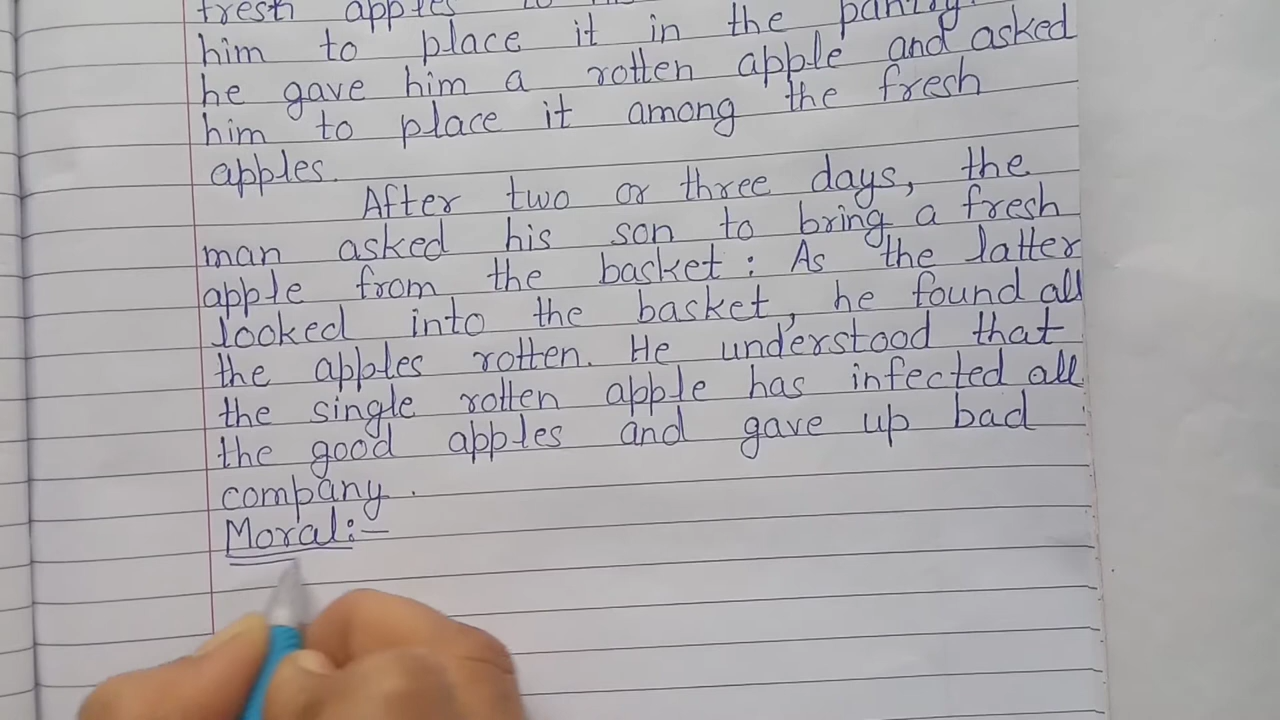 fresh apples to
him to place it in the pantry.
he gave him a rotten apple and asked
him to place it among the fresh
apples.
After two or three days, the
man asked his son to bring a fresh
apple from the basket. As the latter
looked into the basket, he found all
the apples rotten. He understood that
the single rotten apple has infected all
the good apples and gave up bad
company.
Moral:-